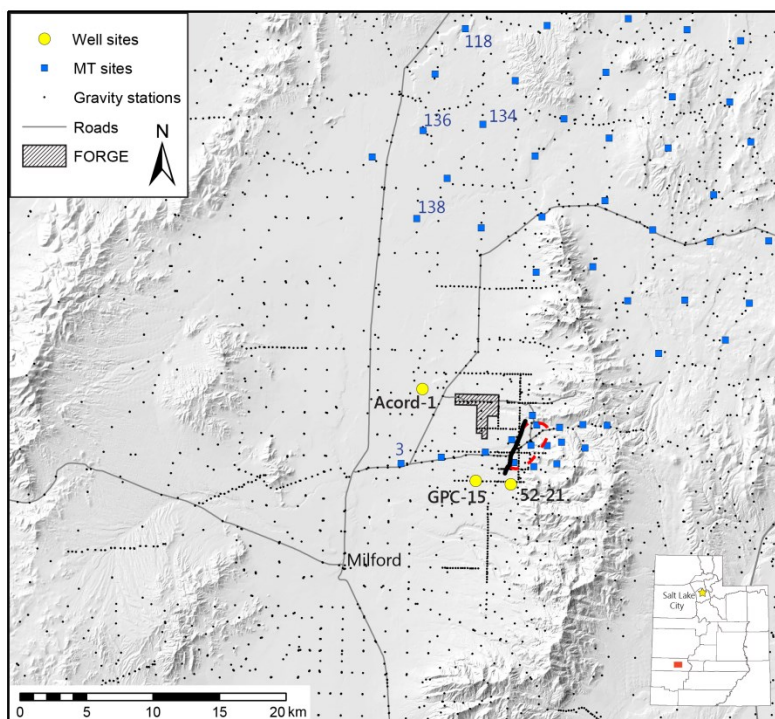 Well sites
MT sites
Gravity stations
Roads
FORGE
N
118
136
134
138
Acord-1
3
GPC-15
52-21
Milford
Salt Lake
City
0 5 10 15 20 km